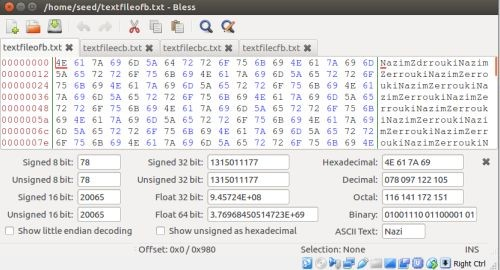 /home/seed/textfileofb.txt - Bless
textfileofb.txt textfileecb.txt textfilecbc.txt textfilecfb.txt
00000000 4E 61 7A 69 6D 5A 64 72 72 6F 75 6B 69 4E 61 7A 69 6D NazimZdrroukiNazim
00000012 5A 65 72 72 6F 75 6B 69 4E 61 7A 69 6D 5A 65 72 72 6F ZerroukiNazimZerro
00000024 75 6B 69 4E 61 7A 69 6D 5A 65 72 72 6F 75 6B 69 4E 61 ukiNazimZerroukiNa
00000036 7A 69 6D 5A 65 72 72 6F 75 6B 69 4E 61 7A 69 6D 5A 65 zimZerroukiNazimZe
00000048 72 72 6F 75 6B 69 4E 61 7A 69 6D 5A 65 72 72 6F 75 6B rroukiNazimZerrouk
0000005a 69 4E 61 7A 69 6D 5A 65 72 72 6F 75 6B 69 4E 61 7A 69 iNazimZerroukiNazi
0000006c 6D 5A 65 72 72 6F 75 6B 69 4E 61 7A 69 6D 5A 65 72 72 mZerroukiNazimZerr
0000007e 6F 75 6B 69 4E 61 7A 69 6D 5A 65 72 72 6F 75 6B 69 4E oukiNazimZerroukiN
Signed 8 bit: 78 Signed 32 bit: 1315011177 Hexadecimal: 4E 61 7A 69
Unsigned 8 bit: 78 Unsigned 32 bit: 1315011177 Decimal: 078 097 122 105
Signed 16 bit: 20065 Float 32 bit: 9.45724E+08 Octal: 116 141 172 151
Unsigned 16 bit: 20065 Float 64 bit: 3.76968450514723E+69 Binary: 01001110 01100001 01
Show little endian decoding Show unsigned as hexadecimal ASCII Text: Nazi
Offset: 0x0 / 0x980 Selection: None INS
Right Ctrl